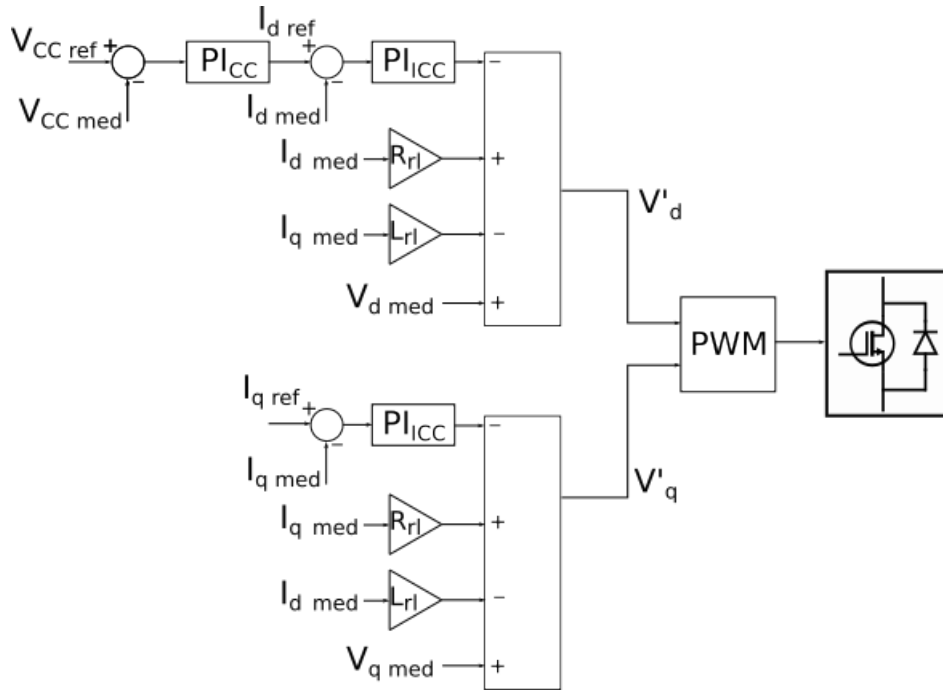 I_d ref
V_CC ref + PI_CC + PI_ICC −
−
−
V_CC med I_d med
I_d med R_rl +
V'_d
I_q med L_rl −
V_d med +
PWM
I_q ref + PI_ICC −
−
I_q med
V'_q
I_q med R_rl +
I_d med L_rl −
V_q med +